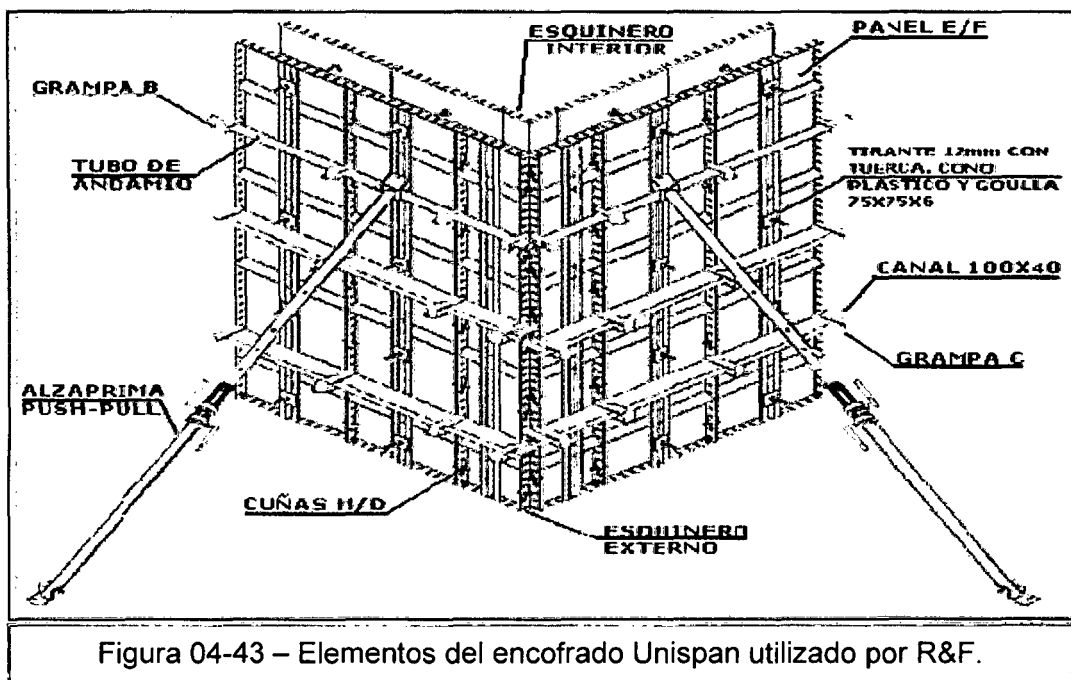 ESQUINERO
INTERIOR
PANEL E/F
GRAMPA B
TUBO DE
ANDAMIO
TIRANTE 12mm CON
TUERCA, CONO
PLASTICO Y GOLILLA
75X75X6
CANAL 100X40
GRAMPA C
ALZAPRIMA
PUSH-PULL
CUÑAS H/D
ESQUINERO
EXTERNO
Figura 04-43 – Elementos del encofrado Unispan utilizado por R&F.